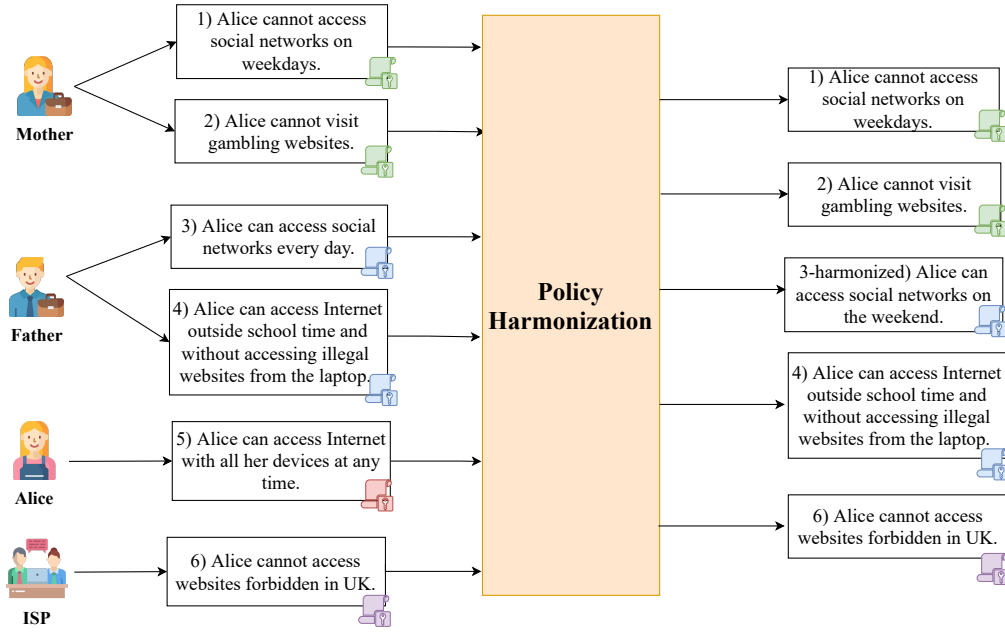 1) Alice cannot access
social networks on
weekdays.
Mother
2) Alice cannot visit
gambling websites.
3) Alice can access social
networks every day.
Father
4) Alice can access Internet
outside school time and
without accessing illegal
websites from the laptop.
5) Alice can access Internet
with all her devices at any
time.
Alice
6) Alice cannot access
websites forbidden in UK.
ISP
Policy
Harmonization
1) Alice cannot access
social networks on
weekdays.
2) Alice cannot visit
gambling websites.
3-harmonized) Alice can
access social networks on
the weekend.
4) Alice can access Internet
outside school time and
without accessing illegal
websites from the laptop.
6) Alice cannot access
websites forbidden in UK.